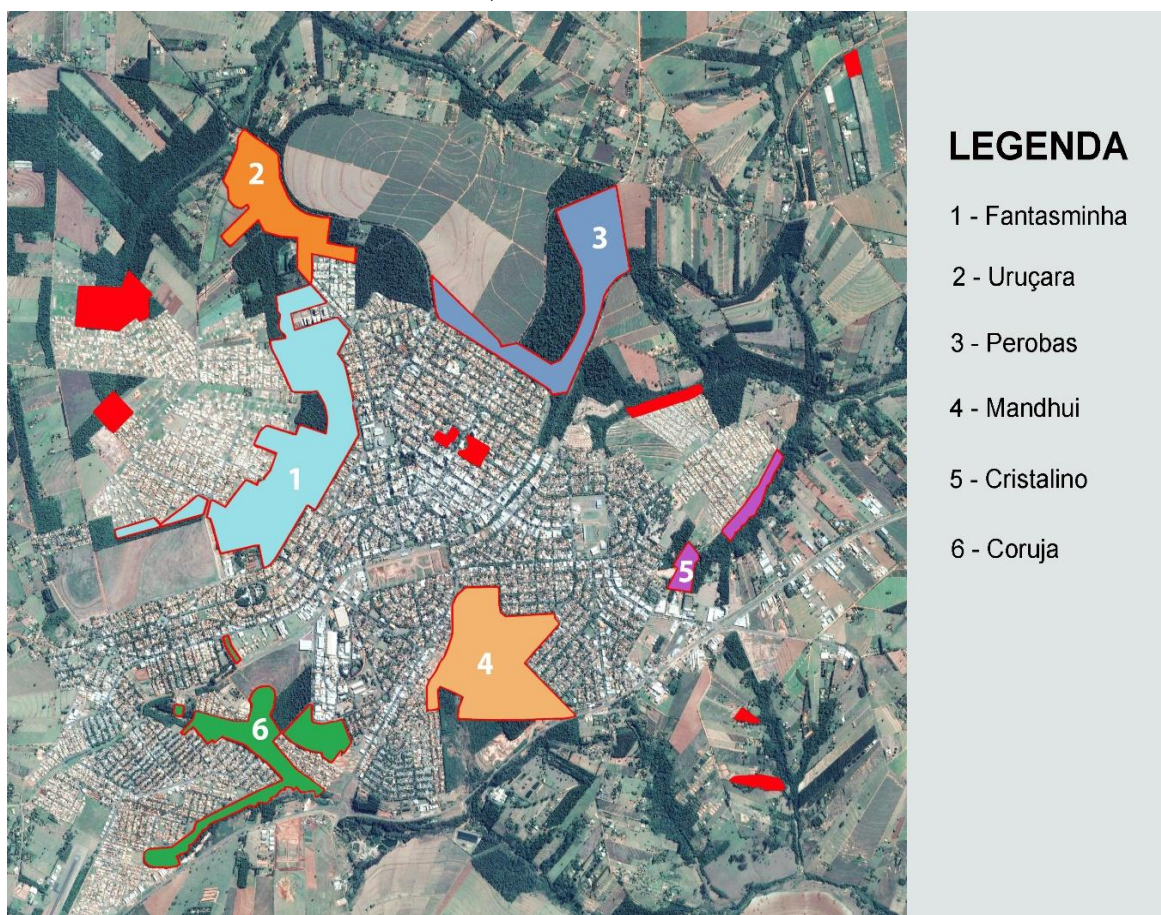 LEGENDA
1 - Fantasminha
2 - Uruçara
3 - Perobas
4 - Mandhui
5 - Cristalino
6 - Coruja
2
3
1
5
4
6